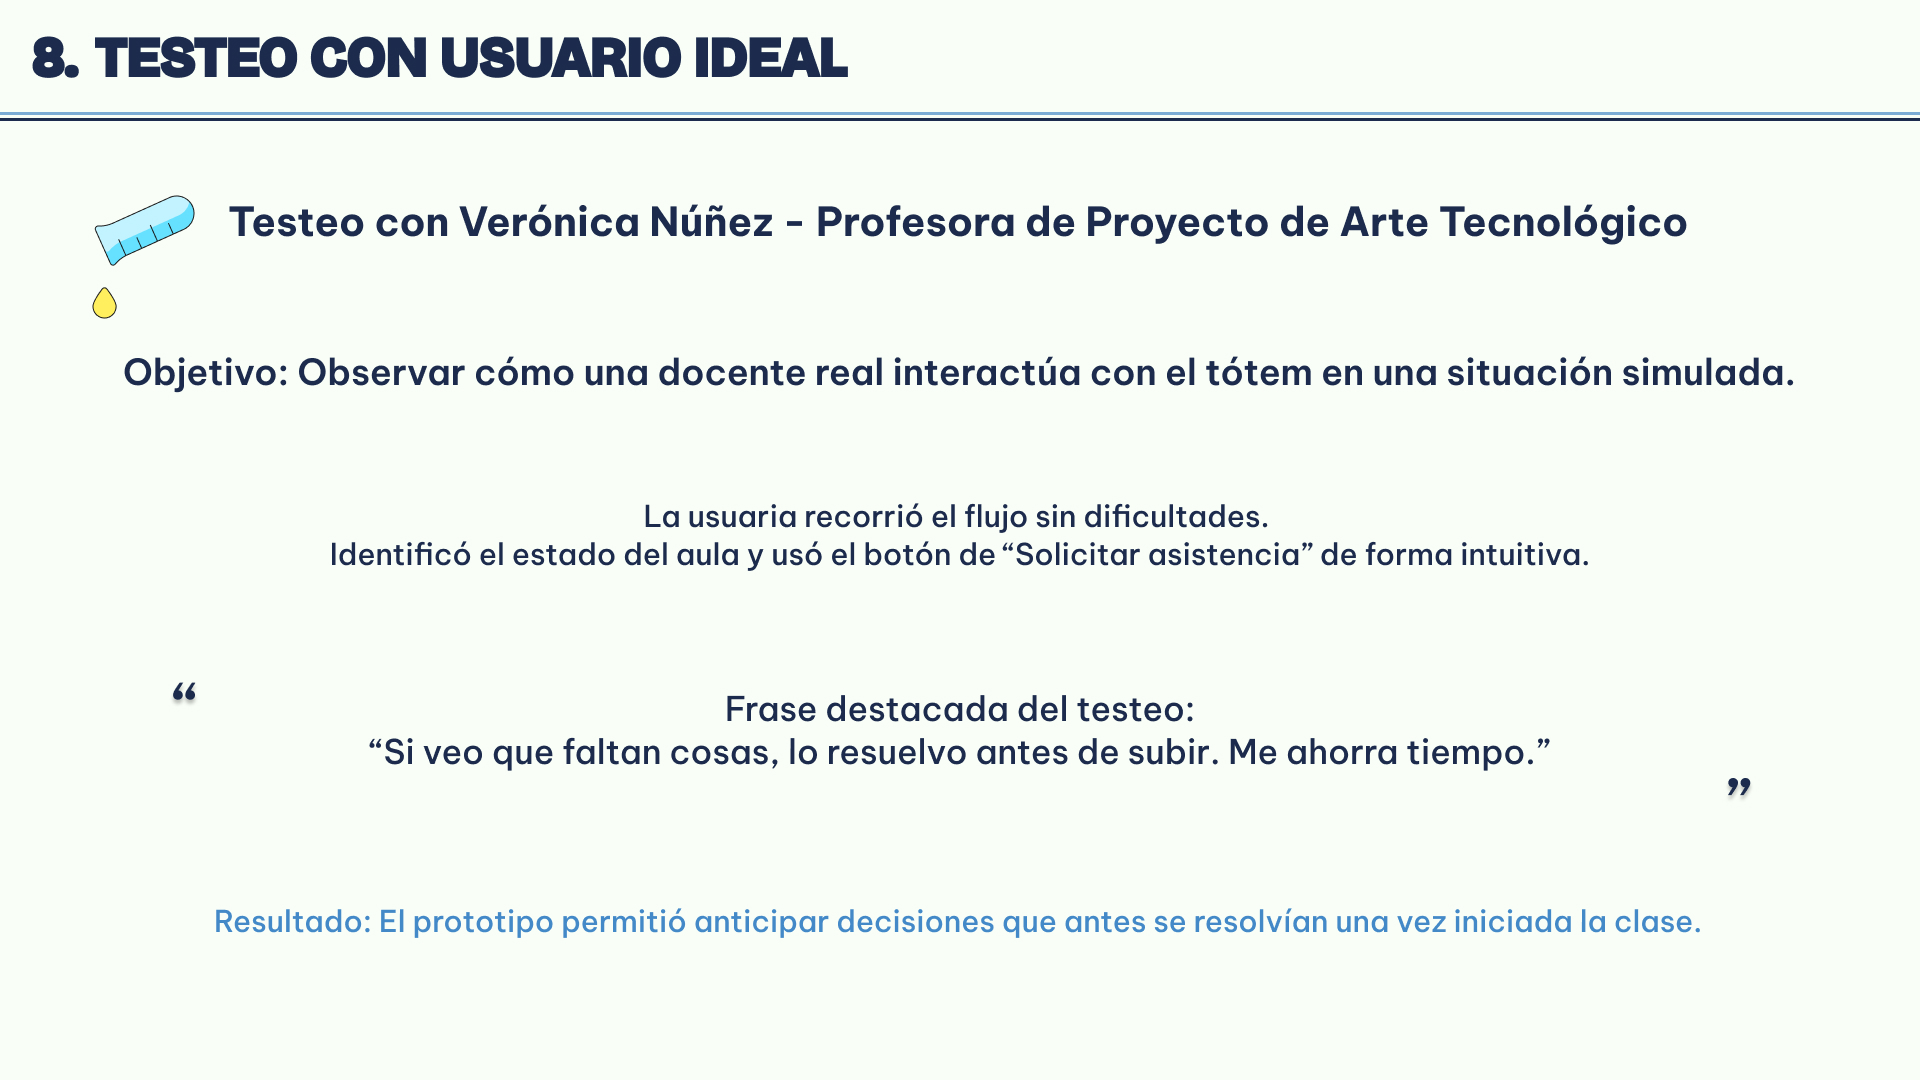 8. TESTEO CON USUARIO IDEAL
Testeo con Verónica Núñez - Profesora de Proyecto de Arte Tecnológico
Objetivo: Observar cómo una docente real interactúa con el tótem en una situación simulada.
La usuaria recorrió el flujo sin dificultades.
Identificó el estado del aula y usó el botón de “Solicitar asistencia” de forma intuitiva.
“
Frase destacada del testeo:
“Si veo que faltan cosas, lo resuelvo antes de subir. Me ahorra tiempo.”
”
Resultado: El prototipo permitió anticipar decisiones que antes se resolvían una vez iniciada la clase.